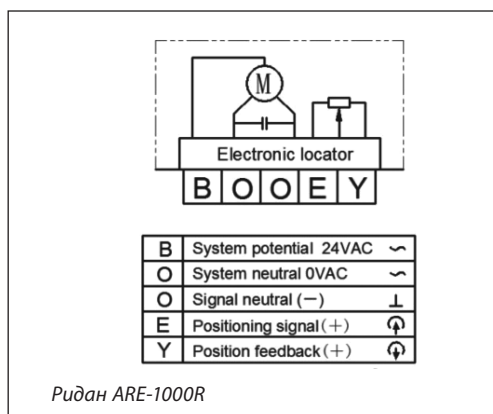 M
Electronic locator
B O O E Y
B System potential 24VAC ~
O System neutral 0VAC ~
O Signal neutral (−) ⊥
E Positioning signal (+)
Y Position feedback (+)
Ридан ARE-1000R